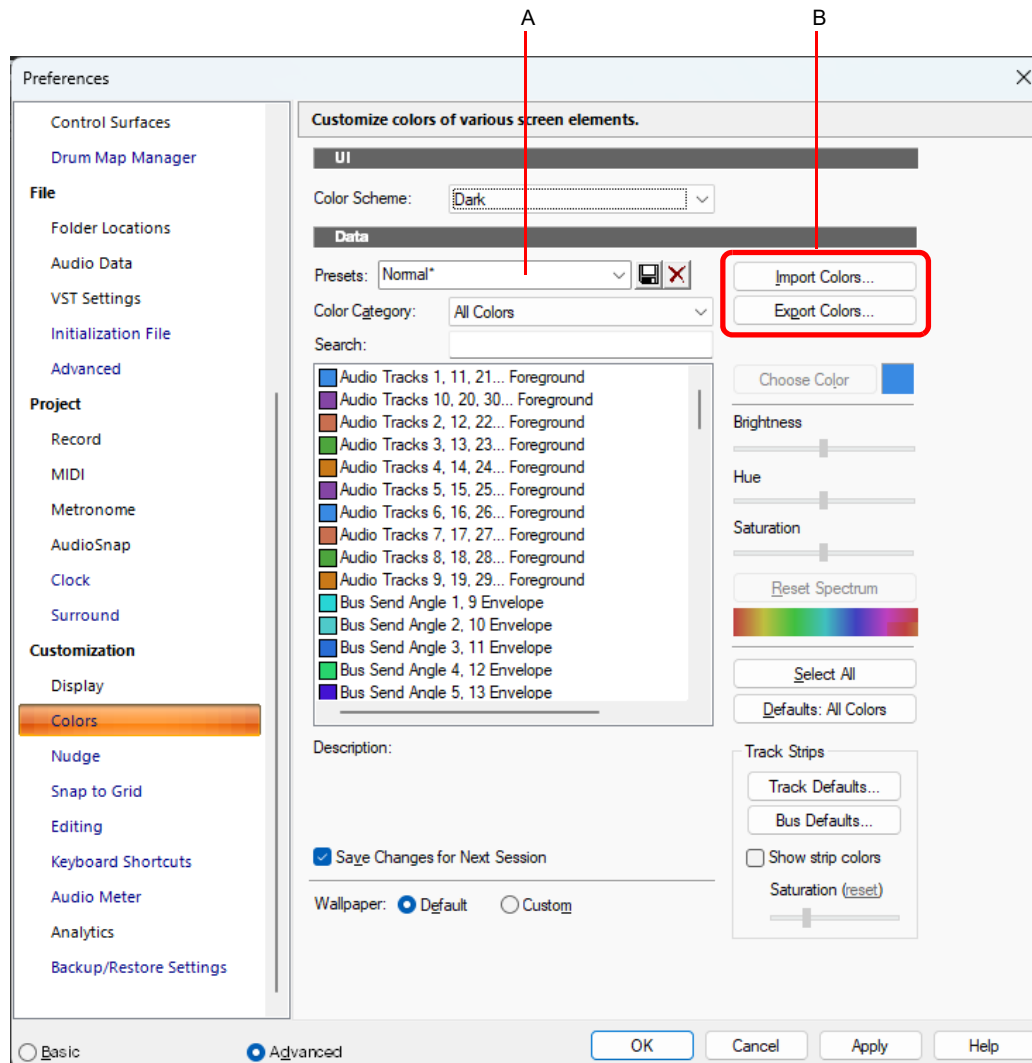 A B
Preferences
Control Surfaces
Drum Map Manager
File
Folder Locations
Audio Data
VST Settings
Initialization File
Advanced
Project
Record
MIDI
Metronome
AudioSnap
Clock
Surround
Customization
Display
Colors
Nudge
Snap to Grid
Editing
Keyboard Shortcuts
Audio Meter
Analytics
Backup/Restore Settings
Customize colors of various screen elements.
UI
Color Scheme: Dark
Data
Presets: Normal*
Color Category: All Colors
Search:
Audio Tracks 1, 11, 21... Foreground
Audio Tracks 10, 20, 30... Foreground
Audio Tracks 2, 12, 22... Foreground
Audio Tracks 3, 13, 23... Foreground
Audio Tracks 4, 14, 24... Foreground
Audio Tracks 5, 15, 25... Foreground
Audio Tracks 6, 16, 26... Foreground
Audio Tracks 7, 17, 27... Foreground
Audio Tracks 8, 18, 28... Foreground
Audio Tracks 9, 19, 29... Foreground
Bus Send Angle 1, 9 Envelope
Bus Send Angle 2, 10 Envelope
Bus Send Angle 3, 11 Envelope
Bus Send Angle 4, 12 Envelope
Bus Send Angle 5, 13 Envelope
Description:
Save Changes for Next Session
Wallpaper: Default Custom
Import Colors...
Export Colors...
Choose Color
Brightness
Hue
Saturation
Reset Spectrum
Select All
Defaults: All Colors
Track Strips
Track Defaults...
Bus Defaults...
Show strip colors
Saturation (reset)
Basic Advanced OK Cancel Apply Help